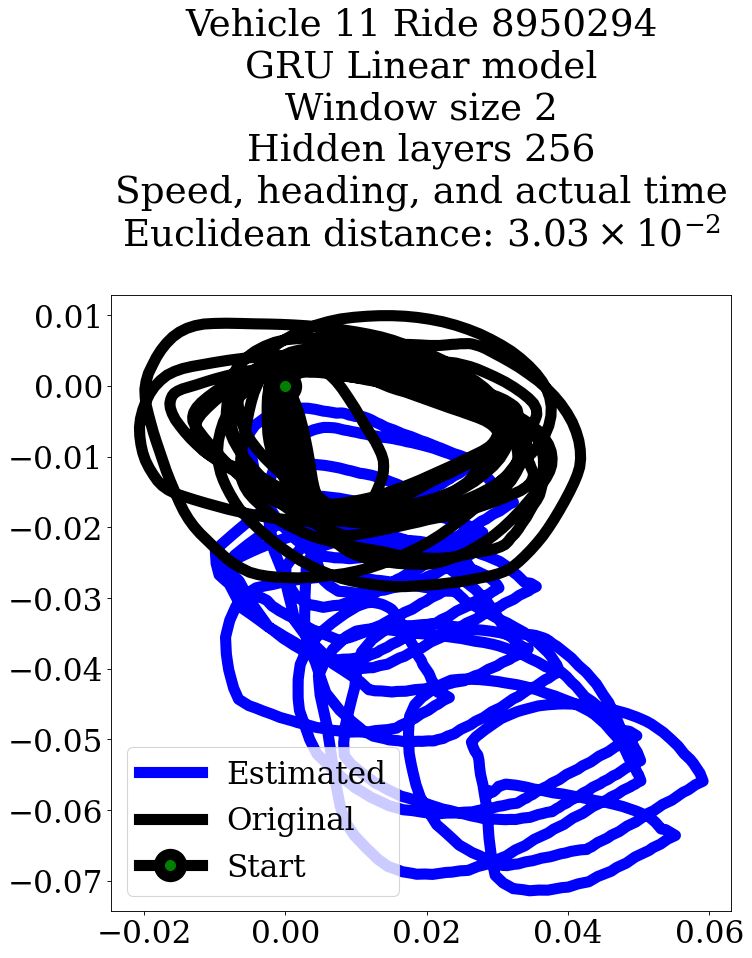 Vehicle 11 Ride 8950294
GRU Linear model
Window size 2
Hidden layers 256
Speed, heading, and actual time
Euclidean distance: 3.03 × 10⁻²
0.01
0.00
−0.01
−0.02
−0.03
−0.04
−0.05
−0.06
−0.07
Estimated
Original
Start
−0.02 0.00 0.02 0.04 0.06